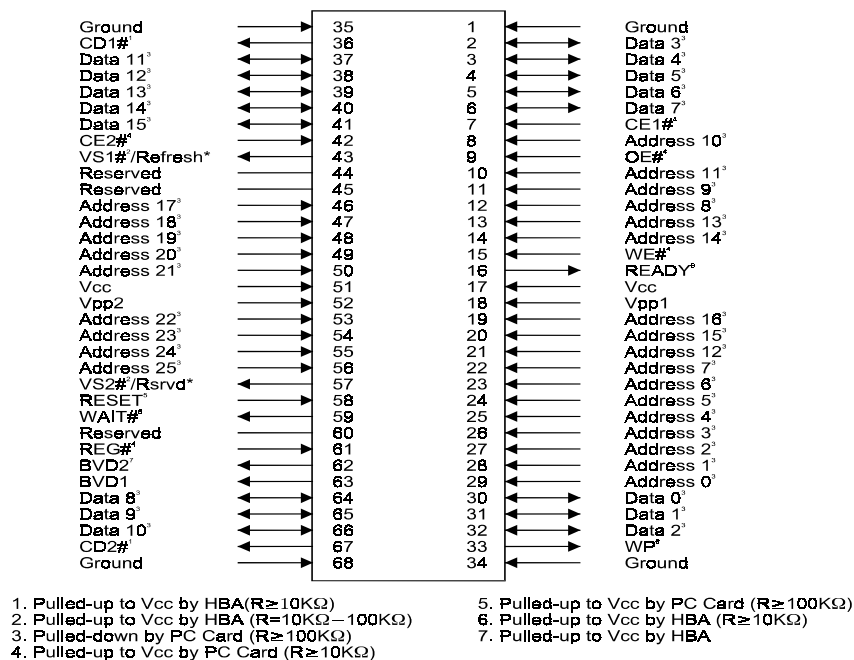 Ground 35 1 Ground
CD1#¹ 36 2 Data 3³
Data 11³ 37 3 Data 4³
Data 12³ 38 4 Data 5³
Data 13³ 39 5 Data 6³
Data 14³ 40 6 Data 7³
Data 15³ 41 7 CE1#⁴
CE2#⁴ 42 8 Address 10³
VS1#²/Refresh* 43 9 OE#⁴
Reserved 44 10 Address 11³
Reserved 45 11 Address 9³
Address 17³ 46 12 Address 8³
Address 18³ 47 13 Address 13³
Address 19³ 48 14 Address 14³
Address 20³ 49 15 WE#⁴
Address 21³ 50 16 READY⁶
Vcc 51 17 Vcc
Vpp2 52 18 Vpp1
Address 22³ 53 19 Address 16³
Address 23³ 54 20 Address 15³
Address 24³ 55 21 Address 12³
Address 25³ 56 22 Address 7³
VS2#²/Rsrvd* 57 23 Address 6³
RESET⁵ 58 24 Address 5³
WAIT#⁶ 59 25 Address 4³
Reserved 60 26 Address 3³
REG#⁴ 61 27 Address 2³
BVD2⁷ 62 28 Address 1³
BVD1 63 29 Address 0³
Data 8³ 64 30 Data 0³
Data 9³ 65 31 Data 1³
Data 10³ 66 32 Data 2³
CD2#¹ 67 33 WP⁶
Ground 68 34 Ground
1. Pulled-up to Vcc by HBA(R≥10KΩ)
2. Pulled-up to Vcc by HBA (R=10KΩ−100KΩ)
3. Pulled-down by PC Card (R≥100KΩ)
4. Pulled-up to Vcc by PC Card (R≥10KΩ)
5. Pulled-up to Vcc by PC Card (R≥100KΩ)
6. Pulled-up to Vcc by HBA (R≥10KΩ)
7. Pulled-up to Vcc by HBA